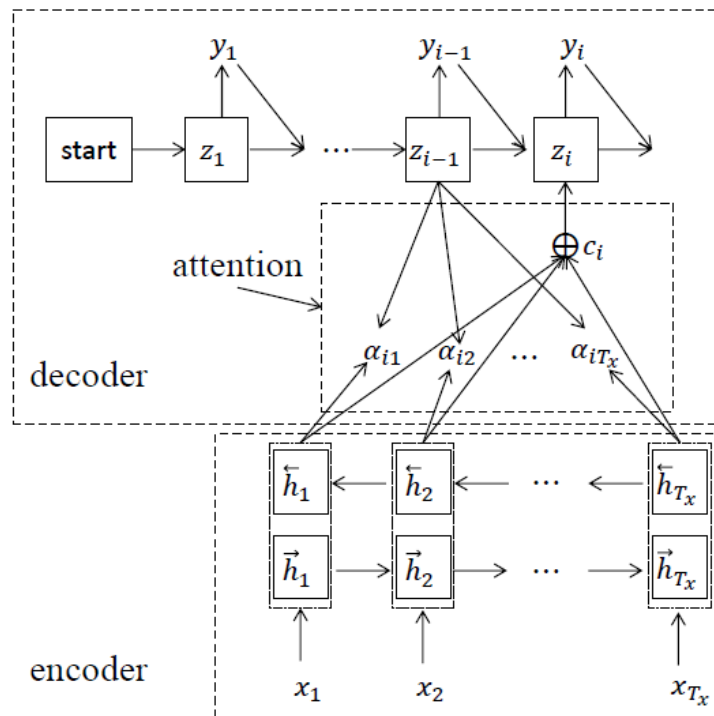 y₁ yᵢ₋₁ yᵢ
start z₁ ... zᵢ₋₁ zᵢ
⊕ cᵢ
attention
αᵢ₁ αᵢ₂ ... αᵢTₓ
decoder
←h₁ ←h₂ ... ←hTₓ
→h₁ →h₂ ... →hTₓ
encoder
x₁ x₂ xTₓ